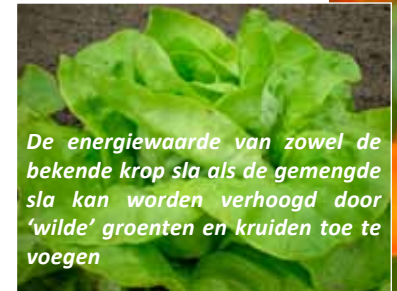 De energiewaarde van zowel de
bekende krop sla als de gemengde
sla kan worden verhoogd door
‘wilde’ groenten en kruiden toe te
voegen